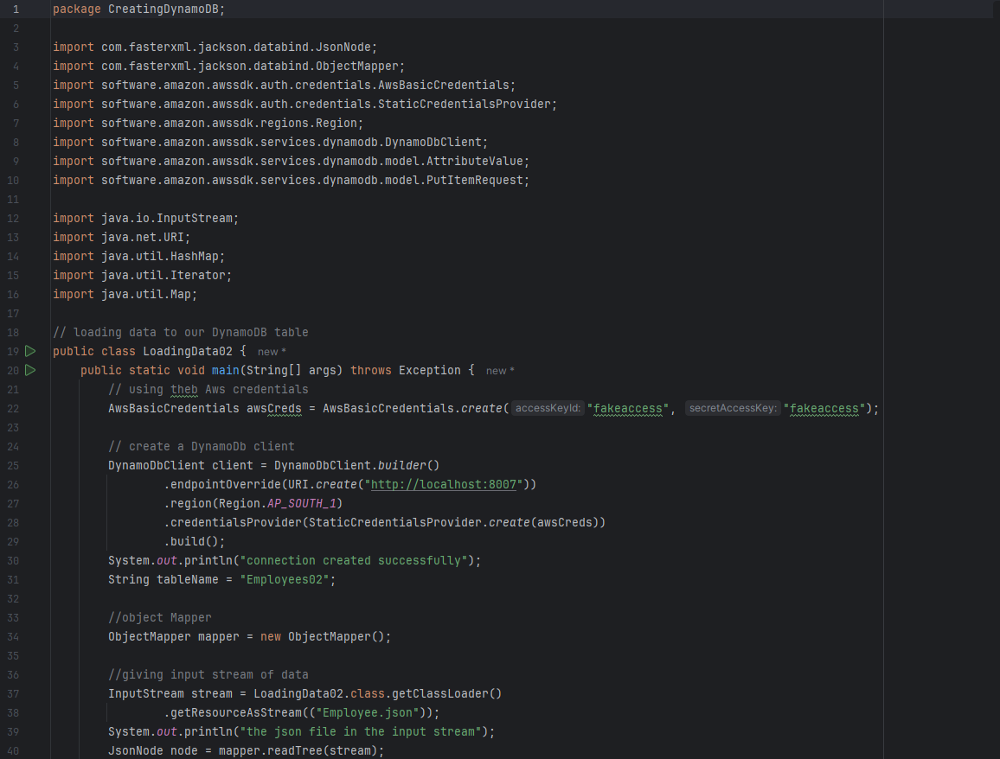 1 package CreatingDynamoDB;
2
3 import com.fasterxml.jackson.databind.JsonNode;
4 import com.fasterxml.jackson.databind.ObjectMapper;
5 import software.amazon.awssdk.auth.credentials.AwsBasicCredentials;
6 import software.amazon.awssdk.auth.credentials.StaticCredentialsProvider;
7 import software.amazon.awssdk.regions.Region;
8 import software.amazon.awssdk.services.dynamodb.DynamoDbClient;
9 import software.amazon.awssdk.services.dynamodb.model.AttributeValue;
10 import software.amazon.awssdk.services.dynamodb.model.PutItemRequest;
11
12 import java.io.InputStream;
13 import java.net.URI;
14 import java.util.HashMap;
15 import java.util.Iterator;
16 import java.util.Map;
17
18 // loading data to our DynamoDB table
19 public class LoadingData02 { new *
20     public static void main(String[] args) throws Exception { new *
21         // using theb Aws credentials
22         AwsBasicCredentials awsCreds = AwsBasicCredentials.create( accessKeyId: "fakeaccess", secretAccessKey: "fakeaccess");
23
24         // create a DynamoDb client
25         DynamoDbClient client = DynamoDbClient.builder()
26                 .endpointOverride(URI.create("http://localhost:8007"))
27                 .region(Region.AP_SOUTH_1)
28                 .credentialsProvider(StaticCredentialsProvider.create(awsCreds))
29                 .build();
30         System.out.println("connection created successfully");
31         String tableName = "Employees02";
32
33         //object Mapper
34         ObjectMapper mapper = new ObjectMapper();
35
36         //giving input stream of data
37         InputStream stream = LoadingData02.class.getClassLoader()
38                 .getResourceAsStream(("Employee.json"));
39         System.out.println("the json file in the input stream");
40         JsonNode node = mapper.readTree(stream);